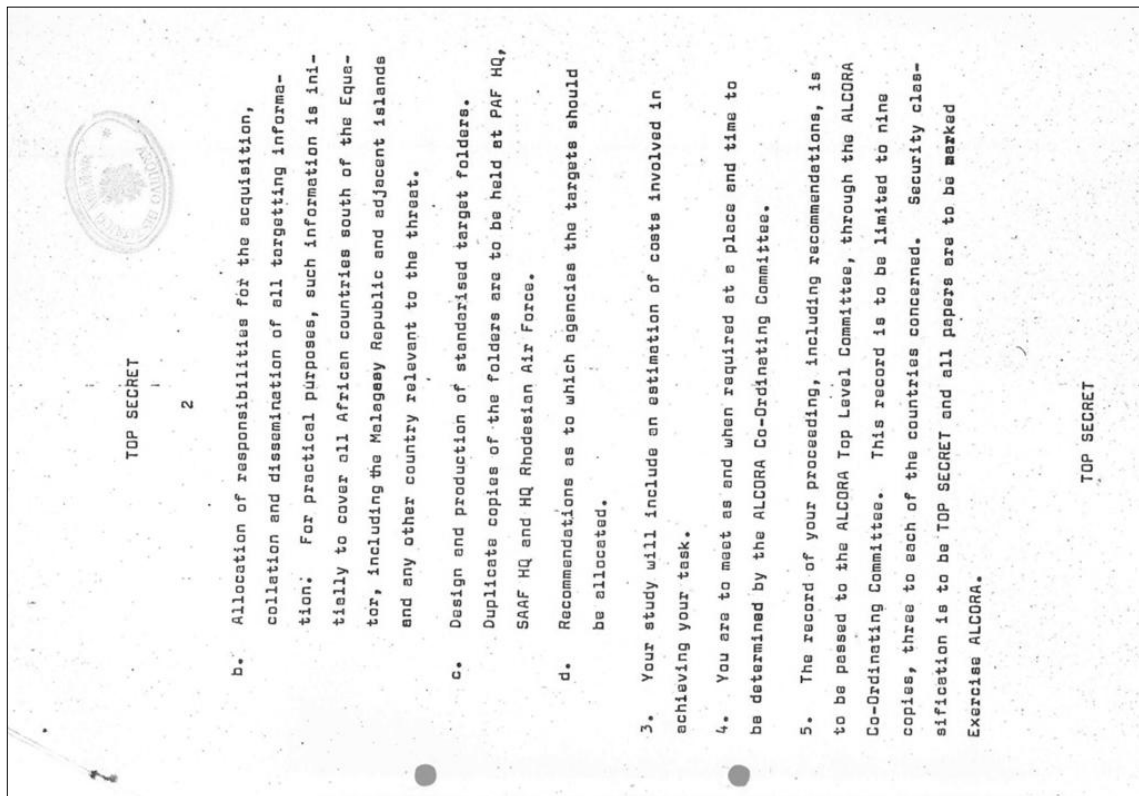 TOP SECRET
2
b. Allocation of responsibilities for the acquisition,
collation and dissemination of all targetting informa-
tion. For practical purposes, such information is ini-
tially to cover all African countries south of the Equa-
tor, including the Malagasy Republic and adjacent islands
and any other country relevant to the threat.
c. Design and production of standarised target folders.
Duplicate copies of the folders are to be held at PAF HQ,
SAAF HQ and HQ Rhodesian Air Force.
d. Recommendations as to which agencies the targets should
be allocated.
3. Your study will include an estimation of costs involved in
achieving your task.
4. You are to meet as and when required at a place and time to
be determined by the ALCORA Co-Ordinating Committee.
5. The record of your proceeding, including recommendations, is
to be passed to the ALCORA Top Level Committee, through the ALCORA
Co-Ordinating Committee. This record is to be limited to nine
copies, three to each of the countries concerned. Security clas-
sification is to be TOP SECRET and all papers are to be marked
Exercise ALCORA.
TOP SECRET